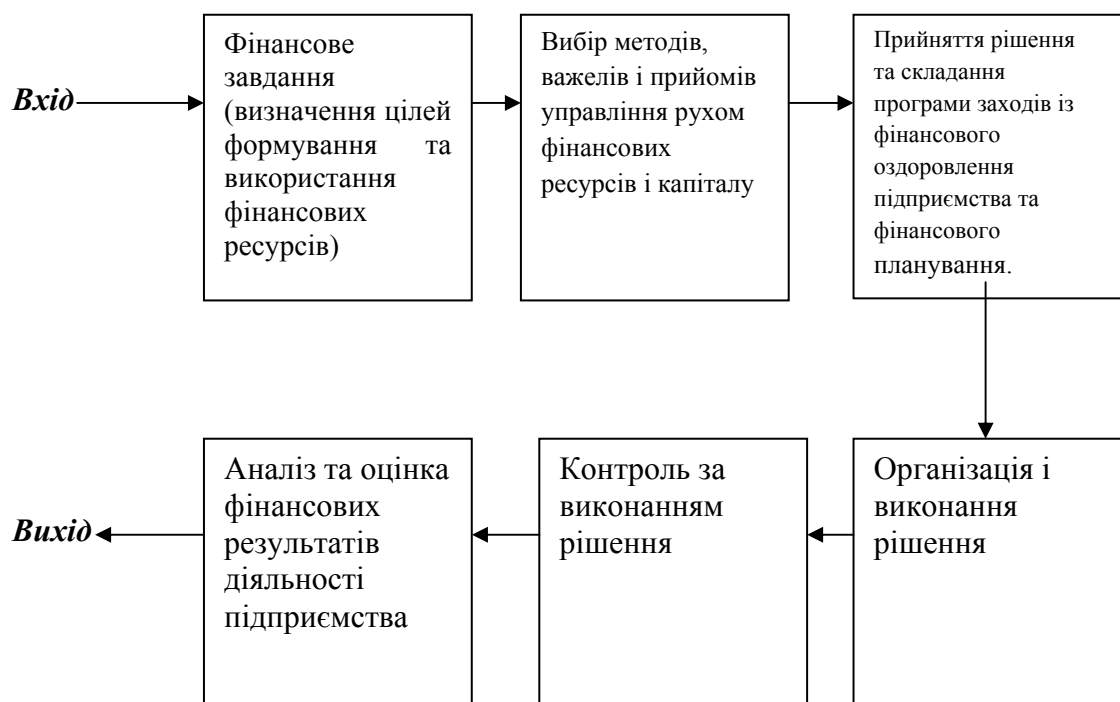 Вхід
Фінансове
завдання
(визначення цілей
формування та
використання
фінансових
ресурсів)
Вибір методів,
важелів і прийомів
управління рухом
фінансових
ресурсів і капіталу
Прийняття рішення
та складання
програми заходів із
фінансового
оздоровлення
підприємства та
фінансового
планування.
Організація і
виконання
рішення
Контроль за
виконанням
рішення
Аналіз та оцінка
фінансових
результатів
діяльності
підприємства
Вихід